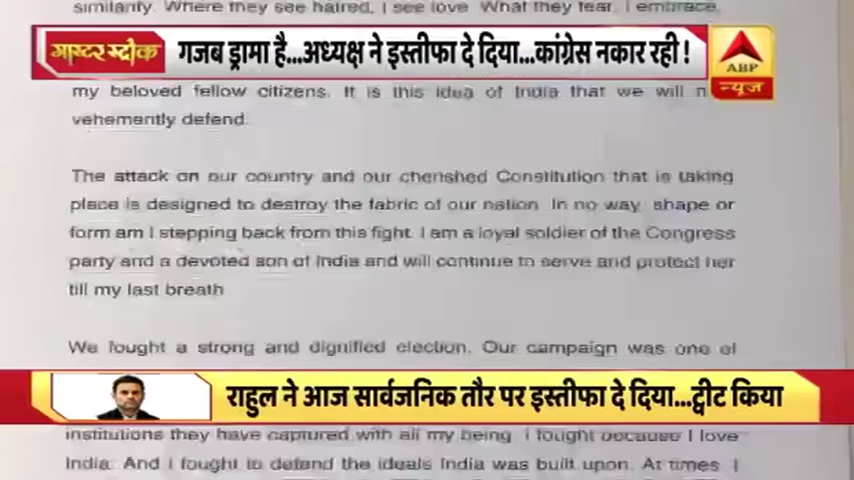 similarity. Where they see hatred, I see love. What they fear, I embrace.
मास्टर स्ट्रोक
गजब ड्रामा है...अध्यक्ष ने इस्तीफा दे दिया...कांग्रेस नकार रही !
ABP
न्यूज़
my beloved fellow citizens. It is this idea of India that we will n
vehemently defend.
The attack on our country and our cherished Constitution that is taking
place is designed to destroy the fabric of our nation. In no way, shape or
form am I stepping back from this fight. I am a loyal soldier of the Congress
party and a devoted son of India and will continue to serve and protect her
till my last breath
We fought a strong and dignified election. Our campaign was one of
राहुल ने आज सार्वजनिक तौर पर इस्तीफा दे दिया...ट्वीट किया
institutions they have captured with all my being. I fought because I love
India. And I fought to defend the ideals India was built upon. At times, I